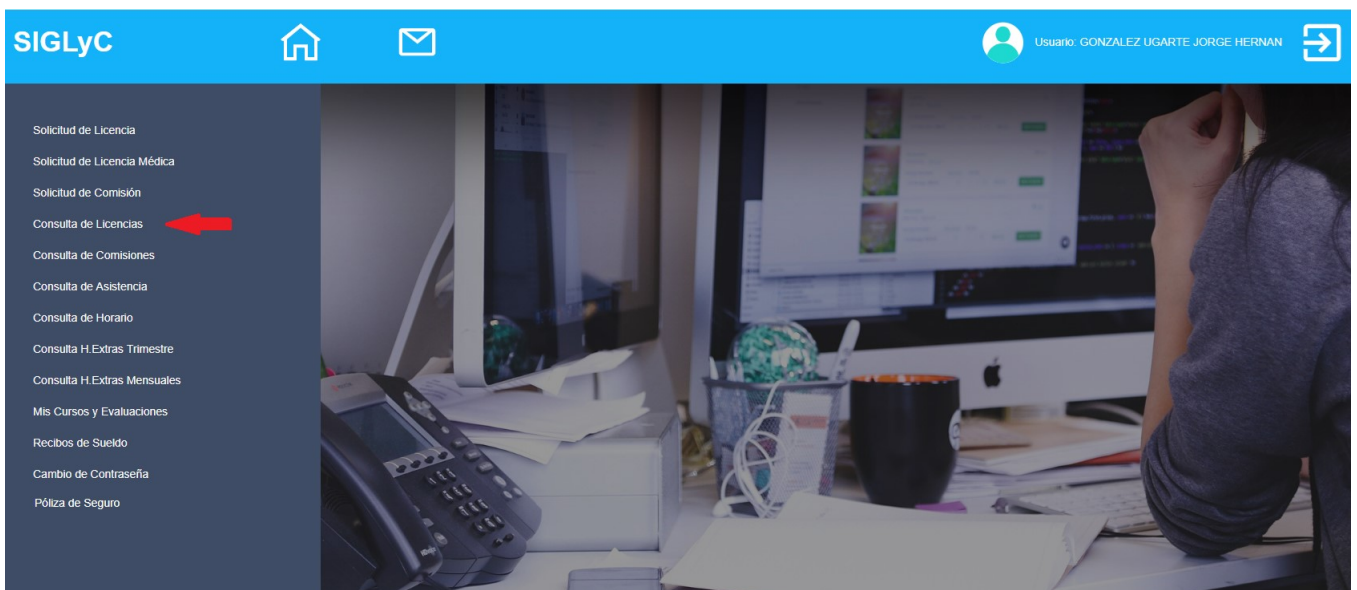 SIGLyC
Usuario: GONZALEZ UGARTE JORGE HERNAN
Solicitud de Licencia
Solicitud de Licencia Médica
Solicitud de Comisión
Consulta de Licencias
Consulta de Comisiones
Consulta de Asistencia
Consulta de Horario
Consulta H.Extras Trimestre
Consulta H.Extras Mensuales
Mis Cursos y Evaluaciones
Recibos de Sueldo
Cambio de Contraseña
Póliza de Seguro